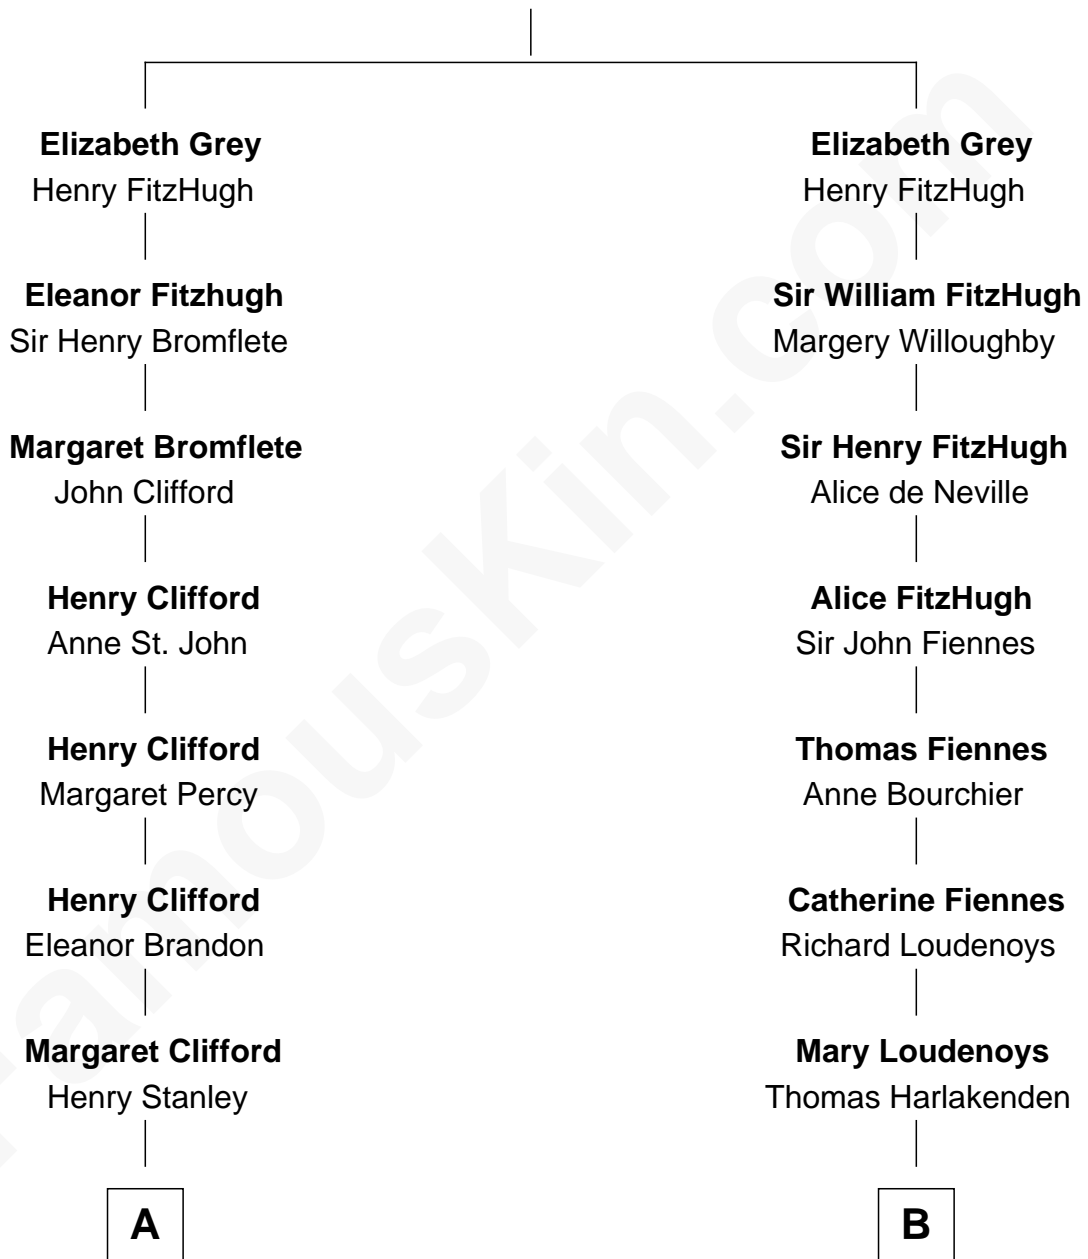 Elizabeth Grey
Henry FitzHugh
Eleanor Fitzhugh
Sir Henry Bromflete
Margaret Bromflete
John Clifford
Henry Clifford
Anne St. John
Henry Clifford
Margaret Percy
Henry Clifford
Eleanor Brandon
Margaret Clifford
Henry Stanley
A
Elizabeth Grey
Henry FitzHugh
Sir William FitzHugh
Margery Willoughby
Sir Henry FitzHugh
Alice de Neville
Alice FitzHugh
Sir John Fiennes
Thomas Fiennes
Anne Bourchier
Catherine Fiennes
Richard Loudenoys
Mary Loudenoys
Thomas Harlakenden
B
FamousKin.com